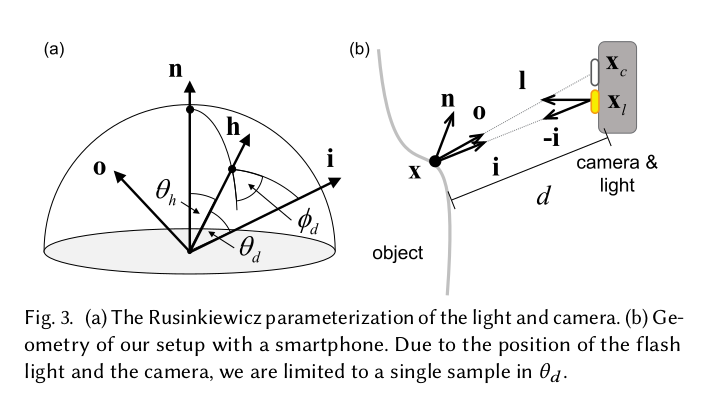 (a)
n
h
i
o
θh
θd
ϕd
(b)
xc
l
xl
n
o
-i
x
i
camera &
light
d
object
Fig. 3. (a) The Rusinkiewicz parameterization of the light and camera. (b) Ge-
ometry of our setup with a smartphone. Due to the position of the flash
light and the camera, we are limited to a single sample in θd.